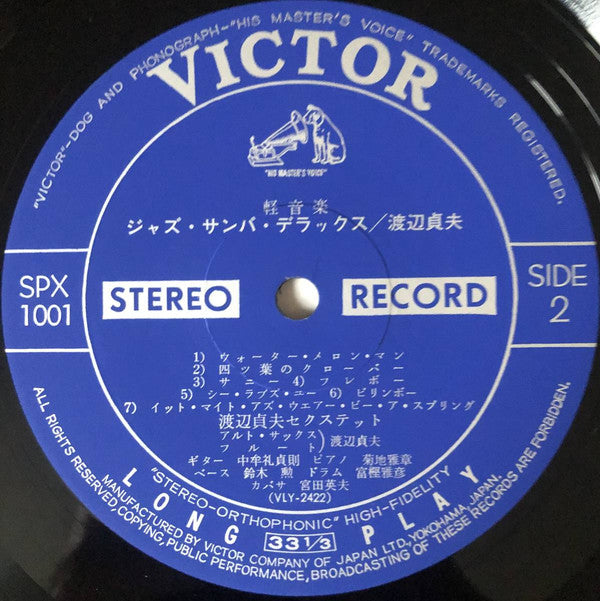 "VICTOR"–DOG AND PHONOGRAPH–"HIS MASTER'S VOICE" TRADEMARKS REGISTERED.
VICTOR
"HIS MASTER'S VOICE"
軽音楽
ジャズ・サンバ・デラックス／渡辺貞夫
SPX
1001
STEREO
RECORD
SIDE
2
1) ウォーター・メロン・マン
2) 四ツ葉のクローバー
3) サニー 4) フレボー
5) シー・ラブズ・ユー 6) ビリンボー
7) イット・マイト・アズ・ウエアー・ビー・ア・スプリング
渡辺貞夫セクステット
アルト・サックス
フルート
)渡辺貞夫
ギター 中牟礼貞則 ピアノ 菊地雅章
ベース 鈴木 勲 ドラム 富樫雅彦
カバサ 宮田英夫
(VLY-2422)
"STEREO-ORTHOPHONIC" HIGH-FIDELITY
LONG 33 1/3 PLAY
MANUFACTURED BY VICTOR COMPANY OF JAPAN LTD., YOKOHAMA, JAPAN.
ALL RIGHTS RESERVED, COPYING, PUBLIC PERFORMANCE, BROADCASTING OF THESE RECORDS ARE FORBIDDEN.